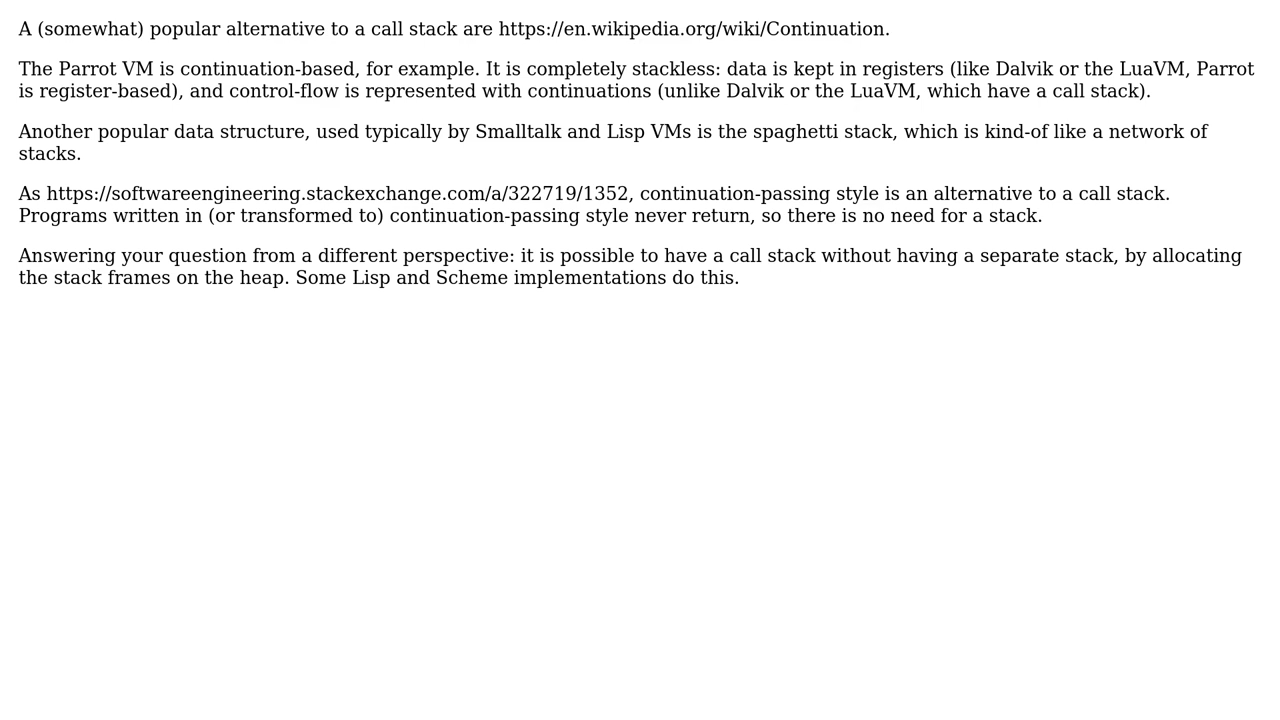 A (somewhat) popular alternative to a call stack are https://en.wikipedia.org/wiki/Continuation.
The Parrot VM is continuation-based, for example. It is completely stackless: data is kept in registers (like Dalvik or the LuaVM, Parrot
is register-based), and control-flow is represented with continuations (unlike Dalvik or the LuaVM, which have a call stack).
Another popular data structure, used typically by Smalltalk and Lisp VMs is the spaghetti stack, which is kind-of like a network of
stacks.
As https://softwareengineering.stackexchange.com/a/322719/1352, continuation-passing style is an alternative to a call stack.
Programs written in (or transformed to) continuation-passing style never return, so there is no need for a stack.
Answering your question from a different perspective: it is possible to have a call stack without having a separate stack, by allocating
the stack frames on the heap. Some Lisp and Scheme implementations do this.